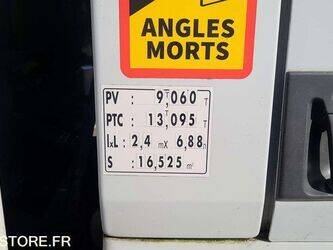 ANGLES
MORTS
PV : 9,060 T
PTC : 13,095 T
lxL : 2,4 m X 6,88 m
S : 16,525 m²
STORE.FR